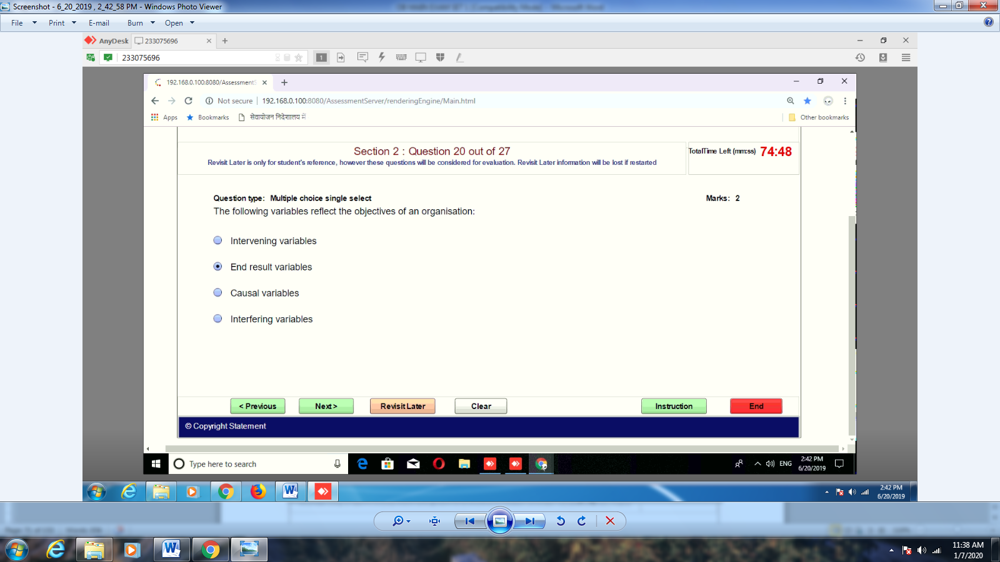 Screenshot - 6_20_2019 , 2_42_58 PM - Windows Photo Viewer
File Print E-mail Burn Open
AnyDesk 233075696
233075696 1
192.168.0.100:8080/AssessmentS
Not secure 192.168.0.100:8080/AssessmentServer/renderingEngine/Main.html
Apps Bookmarks सेवायोजन निदेशालय में Other bookmarks
Section 2 : Question 20 out of 27
TotalTime Left (mm:ss) 74:48
Revisit Later is only for student's reference, however these questions will be considered for evaluation. Revisit Later information will be lost if restarted
Question type: Multiple choice single select Marks: 2
The following variables reflect the objectives of an organisation:
Intervening variables
End result variables
Causal variables
Interfering variables
< Previous Next > Revisit Later Clear Instruction End
© Copyright Statement
Type here to search ENG 2:42 PM
6/20/2019
2:42 PM
6/20/2019
11:38 AM
1/7/2020